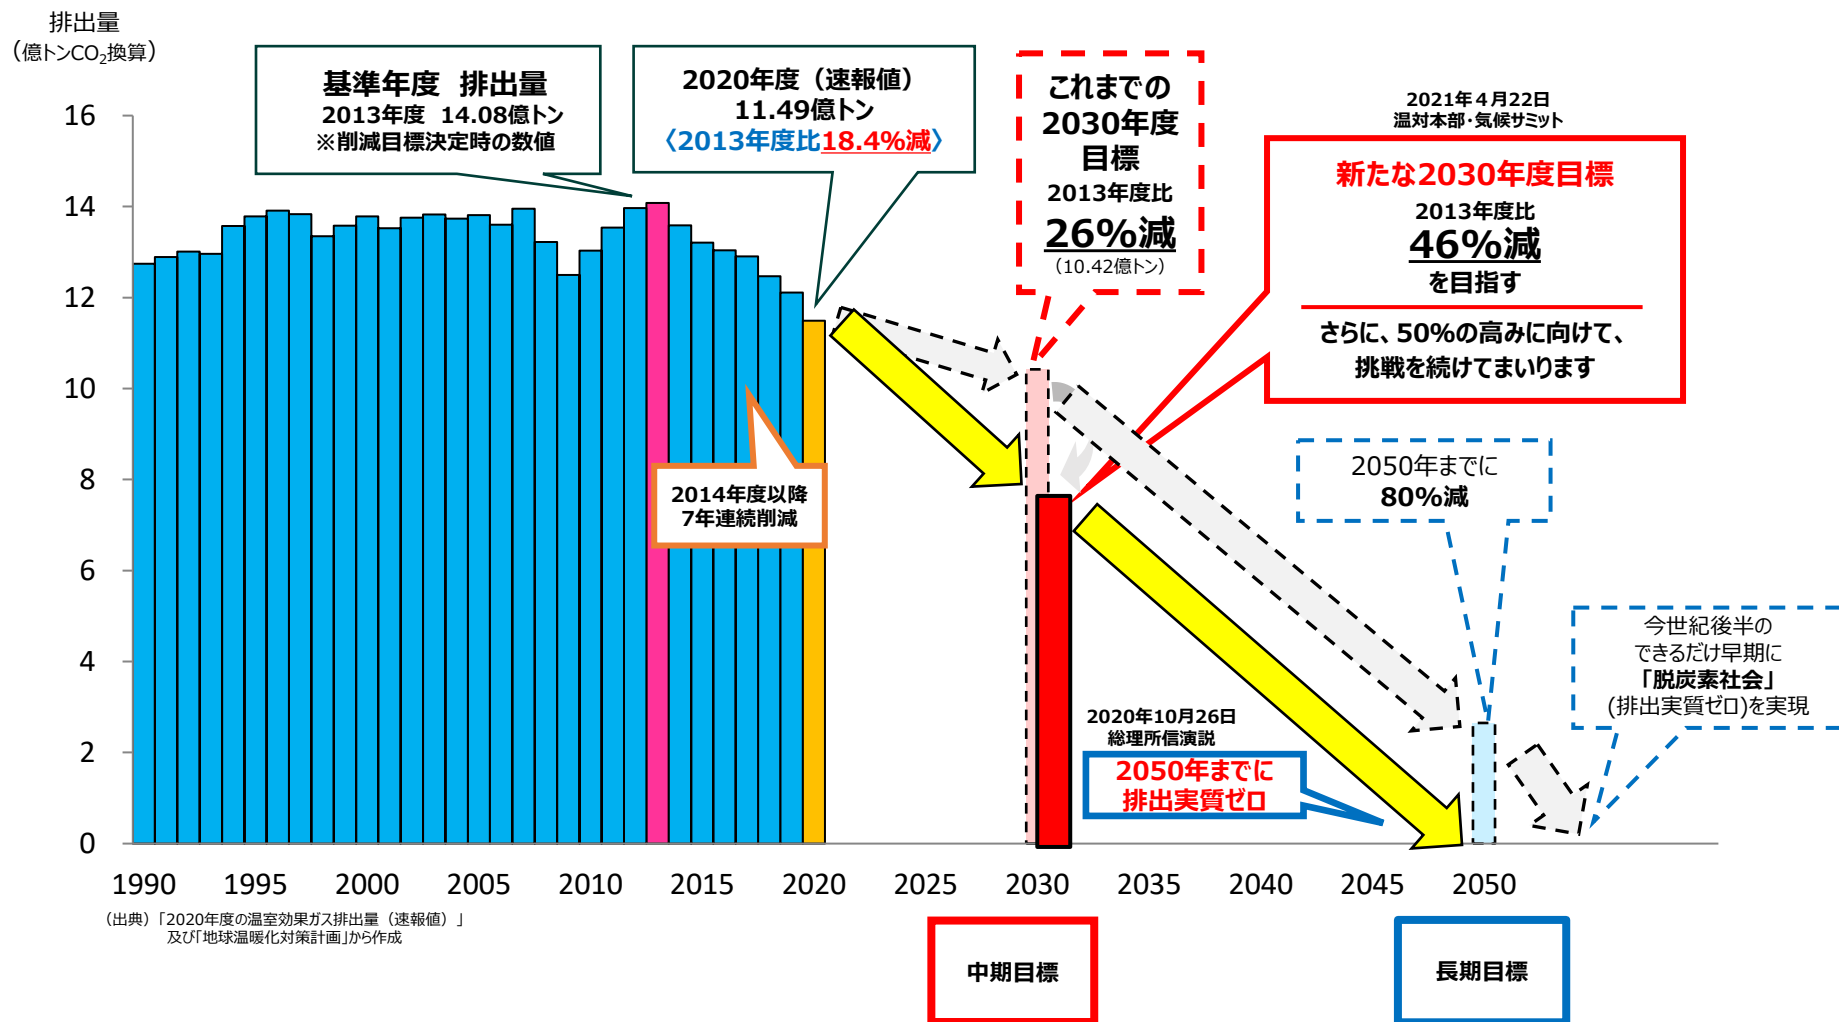 排出量
（億トンCO₂換算）
基準年度 排出量
2013年度 14.08億トン
※削減目標決定時の数値
2020年度（速報値）
11.49億トン
〈2013年度比18.4%減〉
これまでの
2030年度
目標
2013年度比
26%減
（10.42億トン）
2021年４月22日
温対本部・気候サミット
新たな2030年度目標
2013年度比
46%減
を目指す
さらに、50%の高みに向けて、
挑戦を続けてまいります
16
14
12
10
8
6
4
2
0
2014年度以降
7年連続削減
2050年までに
80%減
今世紀後半の
できるだけ早期に
「脱炭素社会」
(排出実質ゼロ)を実現
2020年10月26日
総理所信演説
2050年までに
排出実質ゼロ
1990 1995 2000 2005 2010 2015 2020 2025 2030 2035 2040 2045 2050
（出典）「2020年度の温室効果ガス排出量（速報値）」
及び「地球温暖化対策計画」から作成
中期目標
長期目標